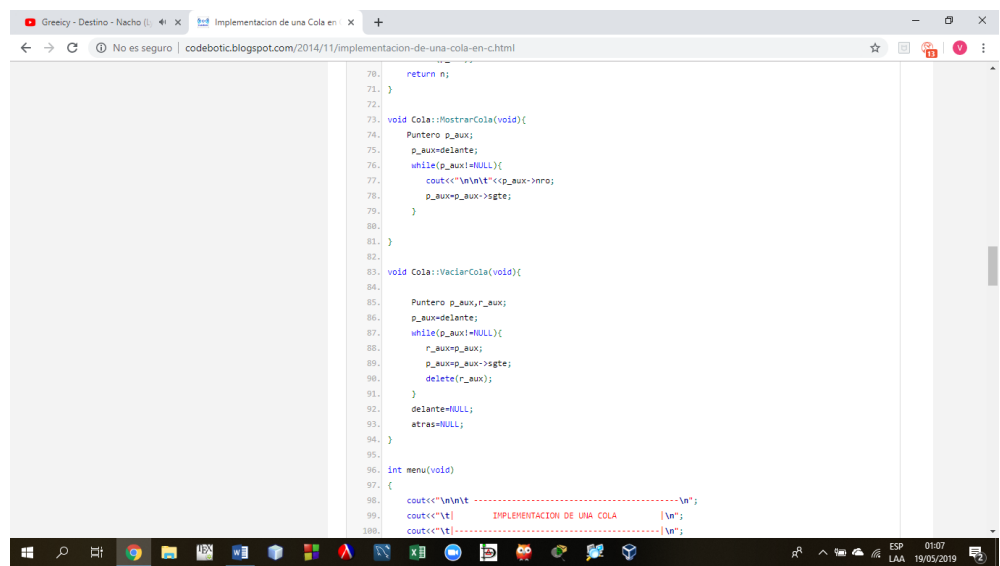 Greeicy - Destino - Nacho (L
Implementacion de una Cola en
No es seguro | codebotic.blogspot.com/2014/11/implementacion-de-una-cola-en-c.html
13
V
70. return n;
71. }
72.
73. void Cola::MostrarCola(void){
74. Puntero p_aux;
75. p_aux=delante;
76. while(p_aux!=NULL){
77. cout<<"\n\n\t"<<p_aux->nro;
78. p_aux=p_aux->sgte;
79. }
80.
81. }
82.
83. void Cola::VaciarCola(void){
84.
85. Puntero p_aux,r_aux;
86. p_aux=delante;
87. while(p_aux!=NULL){
88. r_aux=p_aux;
89. p_aux=p_aux->sgte;
90. delete(r_aux);
91. }
92. delante=NULL;
93. atras=NULL;
94. }
95.
96. int menu(void)
97. {
98. cout<<"\n\n\t ------------------------------------------\n";
99. cout<<"\t| IMPLEMENTACION DE UNA COLA |\n";
100. cout<<"\t|------------------------------------------|\n";
ESP 01:07
LAA 19/05/2019
2